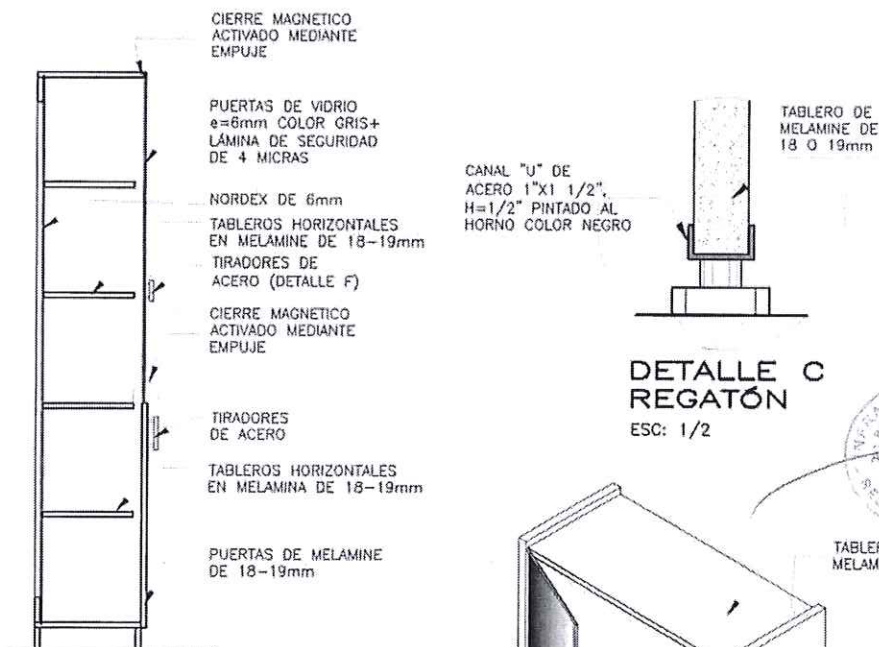 CIERRE MAGNETICO
ACTIVADO MEDIANTE
EMPUJE
PUERTAS DE VIDRIO
e=6mm COLOR GRIS+
LÁMINA DE SEGURIDAD
DE 4 MICRAS
NORDEX DE 6mm
TABLEROS HORIZONTALES
EN MELAMINE DE 18-19mm
TIRADORES DE
ACERO (DETALLE F)
CIERRE MAGNETICO
ACTIVADO MEDIANTE
EMPUJE
TIRADORES
DE ACERO
TABLEROS HORIZONTALES
EN MELAMINA DE 18-19mm
PUERTAS DE MELAMINE
DE 18-19mm
TABLERO DE
MELAMINE DE
18 O 19mm
CANAL "U" DE
ACERO 1"X1 1/2",
H=1/2" PINTADO AL
HORNO COLOR NEGRO
DETALLE C
REGATÓN
ESC: 1/2
TABLER
MELAM